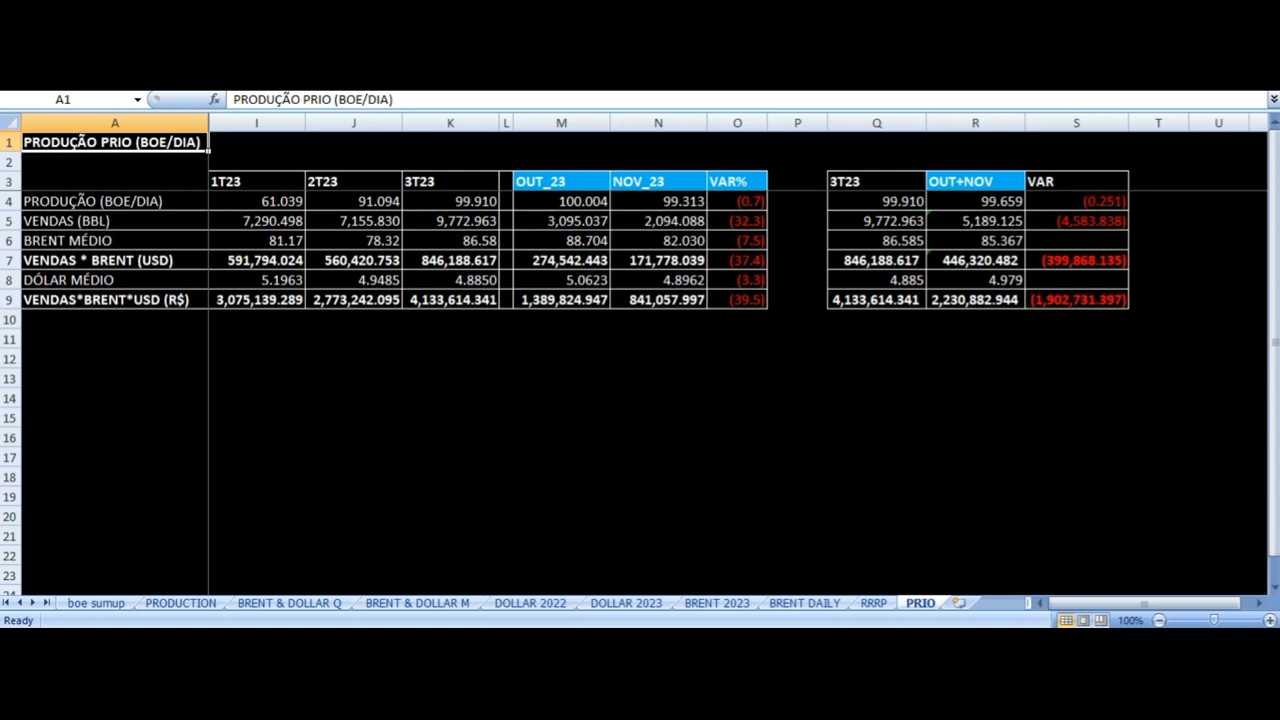 A1 fx PRODUÇÃO PRIO (BOE/DIA)
A I J K L M N O P Q R S T U
1 PRODUÇÃO PRIO (BOE/DIA)
2
3 1T23 2T23 3T23 OUT_23 NOV_23 VAR% 3T23 OUT+NOV VAR
4 PRODUÇÃO (BOE/DIA) 61.039 91.094 99.910 100.004 99.313 (0.7) 99.910 99.659 (0.251)
5 VENDAS (BBL) 7,290.498 7,155.830 9,772.963 3,095.037 2,094.088 (32.3) 9,772.963 5,189.125 (4,583.838)
6 BRENT MÉDIO 81.17 78.32 86.58 88.704 82.030 (7.5) 86.585 85.367
7 VENDAS * BRENT (USD) 591,794.024 560,420.753 846,188.617 274,542.443 171,778.039 (37.4) 846,188.617 446,320.482 (399,868.135)
8 DÓLAR MÉDIO 5.1963 4.9485 4.8850 5.0623 4.8962 (3.3) 4.885 4.979
9 VENDAS*BRENT*USD (R$) 3,075,139.289 2,773,242.095 4,133,614.341 1,389,824.947 841,057.997 (39.5) 4,133,614.341 2,230,882.944 (1,902,731.397)
10
11
12
13
14
15
16
17
18
19
20
21
22
23
boe sumup PRODUCTION BRENT & DOLLAR Q BRENT & DOLLAR M DOLLAR 2022 DOLLAR 2023 BRENT 2023 BRENT DAILY RRRP PRIO
Ready 100%